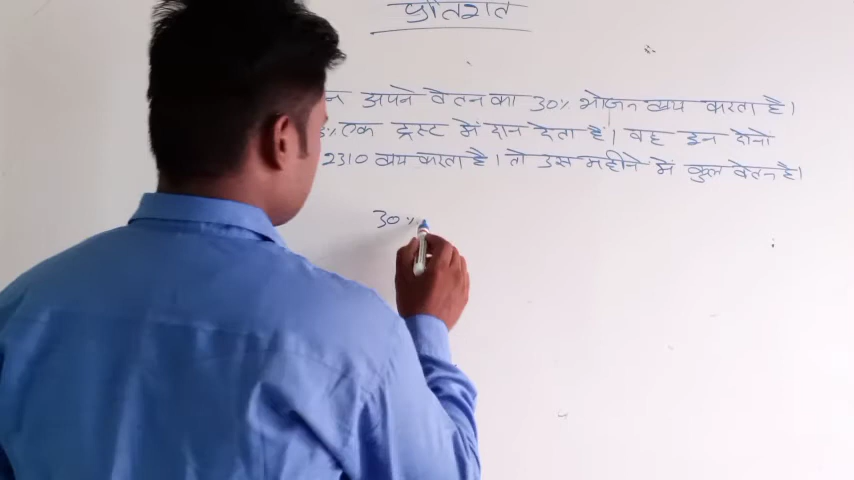 प्रतिशत
अपने वेतन का 30% भोजन व्यय करता है।
एक ट्रस्ट में दान देता है। वह इन दोनो
2310 व्यय करता है। तो उस महीने में कुल वेतन है।
30%